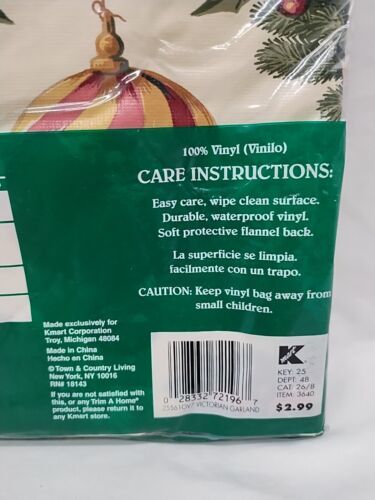 100% Vinyl (Vinilo)
CARE INSTRUCTIONS:
Easy care, wipe clean surface.
Durable, waterproof vinyl.
Soft protective flannel back.
La superficie se limpia.
facilmente con un trapo.
CAUTION: Keep vinyl bag away from
small children.
Made exclusively for
Kmart Corporation
Troy, Michigan 48084
Made in China
Hecho en China
© Town & Country Living
New York, NY 10016
RN# 18143
If you are not satisfied with
this, or any Trim A Home®
product, please return it to
any Kmart store.
0 28332 72196 7
25561OV7 VICTORIAN GARLAND
K
KEY: 25
DEPT: 48
CAT: 26/8
ITEM: 3640
$2.99